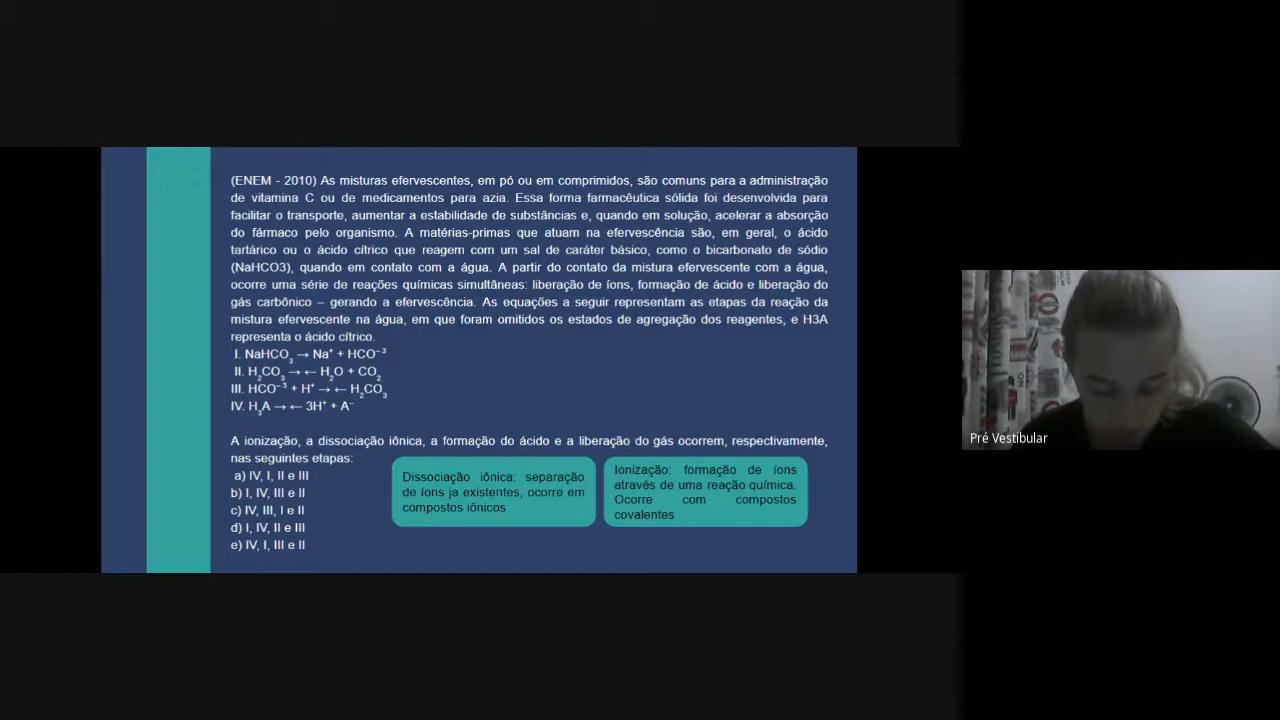 (ENEM - 2010) As misturas efervescentes, em pó ou em comprimidos, são comuns para a administração
de vitamina C ou de medicamentos para azia. Essa forma farmacêutica sólida foi desenvolvida para
facilitar o transporte, aumentar a estabilidade de substâncias e, quando em solução, acelerar a absorção
do fármaco pelo organismo. A matérias-primas que atuam na efervescência são, em geral, o ácido
tartárico ou o ácido cítrico que reagem com um sal de caráter básico, como o bicarbonato de sódio
(NaHCO3), quando em contato com a água. A partir do contato da mistura efervescente com a água,
ocorre uma série de reações químicas simultâneas: liberação de íons, formação de ácido e liberação do
gás carbônico – gerando a efervescência. As equações a seguir representam as etapas da reação da
mistura efervescente na água, em que foram omitidos os estados de agregação dos reagentes, e H3A
representa o ácido cítrico.
I. NaHCO₃ → Na⁺ + HCO⁻³
II. H₂CO₃ → ← H₂O + CO₂
III. HCO⁻³ + H⁺ → ← H₂CO₃
IV. H₃A → ← 3H⁺ + A⁻
A ionização, a dissociação iônica, a formação do ácido e a liberação do gás ocorrem, respectivamente,
nas seguintes etapas:
a) IV, I, II e III
b) I, IV, III e II
c) IV, III, I e II
d) I, IV, II e III
e) IV, I, III e II
Dissociação iônica: separação
de íons ja existentes, ocorre em
compostos iônicos
Ionização: formação de íons
através de uma reação química.
Ocorre com compostos
covalentes
Pré Vestibular